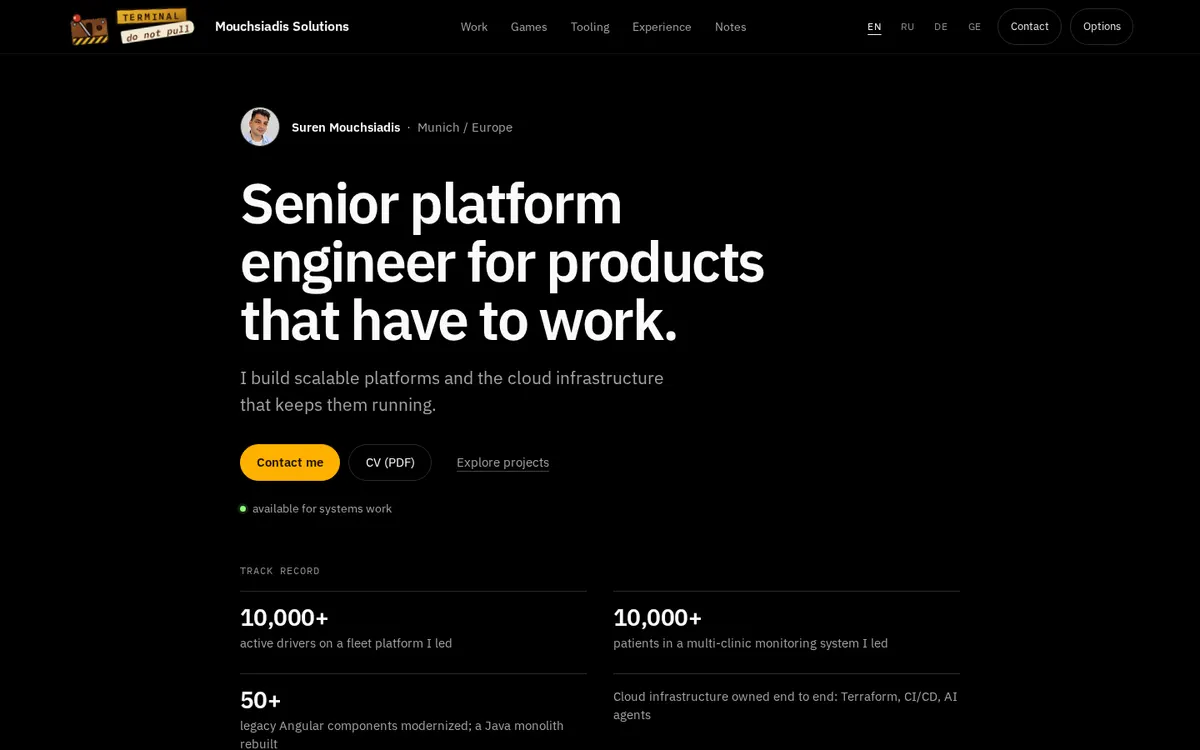 TERMINAL
do not pull
Mouchsiadis Solutions
Work Games Tooling Experience Notes
EN RU DE GE Contact Options
Suren Mouchsiadis · Munich / Europe
Senior platform
engineer for products
that have to work.
I build scalable platforms and the cloud infrastructure
that keeps them running.
Contact me CV (PDF) Explore projects
available for systems work
TRACK RECORD
10,000+
active drivers on a fleet platform I led
10,000+
patients in a multi-clinic monitoring system I led
50+
legacy Angular components modernized; a Java monolith
rebuilt
Cloud infrastructure owned end to end: Terraform, CI/CD, AI
agents